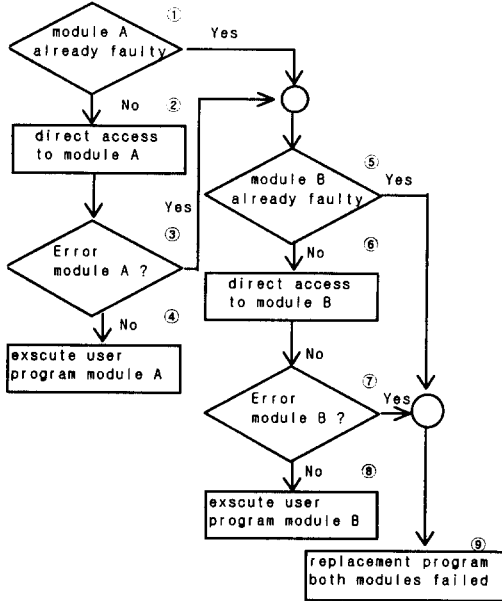 ①
module A
already faulty
Yes
No
②
direct access
to module A
Yes
③
Error
module A ?
No
④
exscute user
program module A
⑤
module B
already faulty
Yes
No
⑥
direct access
to module B
No
⑦
Error
module B ?
Yes
No
⑧
exscute user
program module B
⑨
replacement program
both modules failed